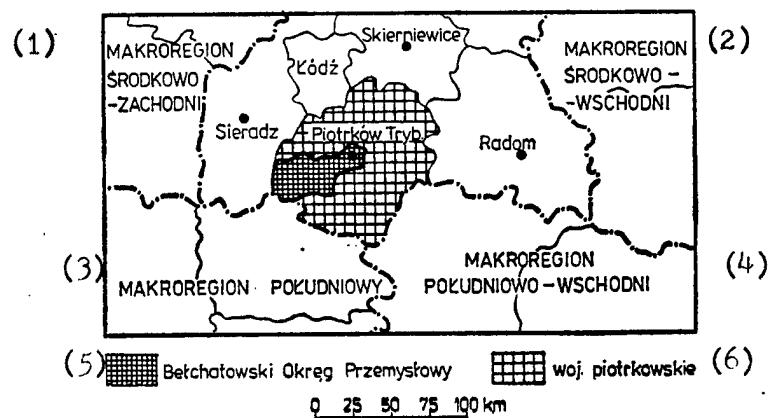 (1)
(2)
MAKROREGION
ŚRODKOWO
-ZACHODNI
Skierniewice
Łódź
MAKROREGION
ŚRODKOWO -
-WSCHODNI
Sieradz
Piotrków Tryb.
Radom
(3)
MAKROREGION POŁUDNIOWY
MAKROREGION
POŁUDNIOWO-WSCHODNI
(4)
(5)
Bełchatowski Okręg Przemysłowy
woj. piotrkowskie
(6)
0 25 50 75 100 km